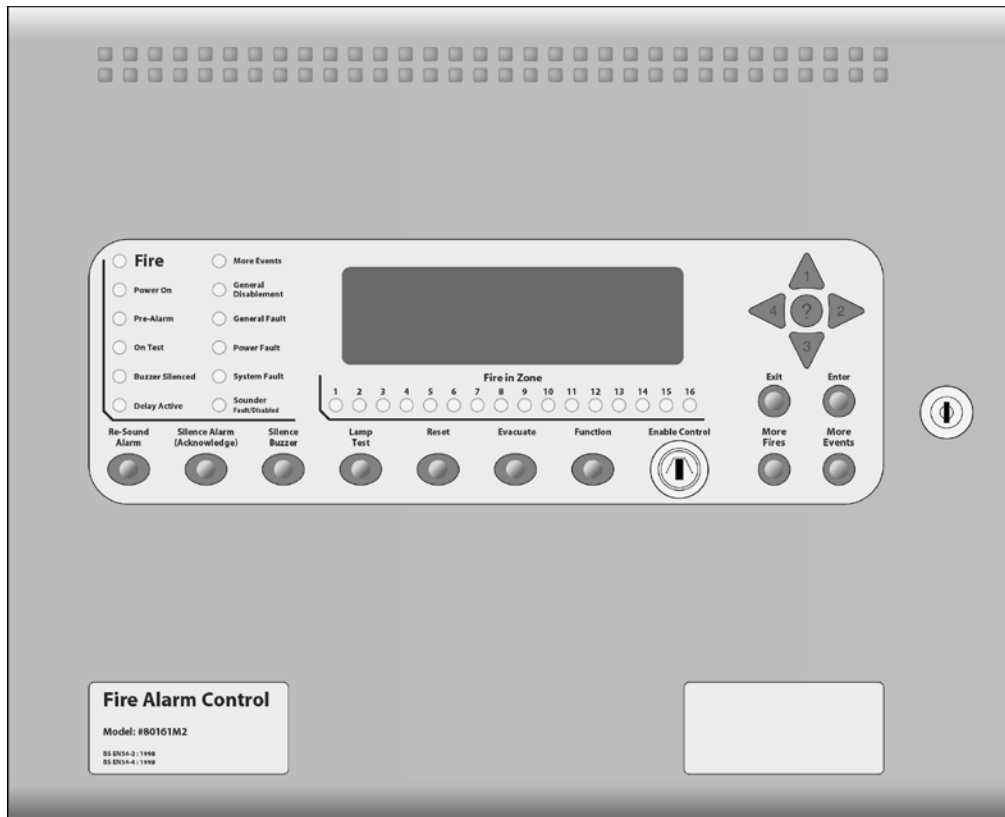 Fire
More Events
Power On
General
Disablement
Pre-Alarm
General Fault
On Test
Power Fault
Buzzer Silenced
System Fault
Delay Active
Sounder
Fault/Disabled
Fire in Zone
1 2 3 4 5 6 7 8 9 10 11 12 13 14 15 16
1
4 ? 2
3
Exit Enter
Re-Sound
Alarm
Silence Alarm
(Acknowledge)
Silence
Buzzer
Lamp
Test
Reset
Evacuate
Function
Enable Control
More
Fires
More
Events
Fire Alarm Control
Model: #80161M2
BS EN54-2 : 1998
BS EN54-4 : 1998